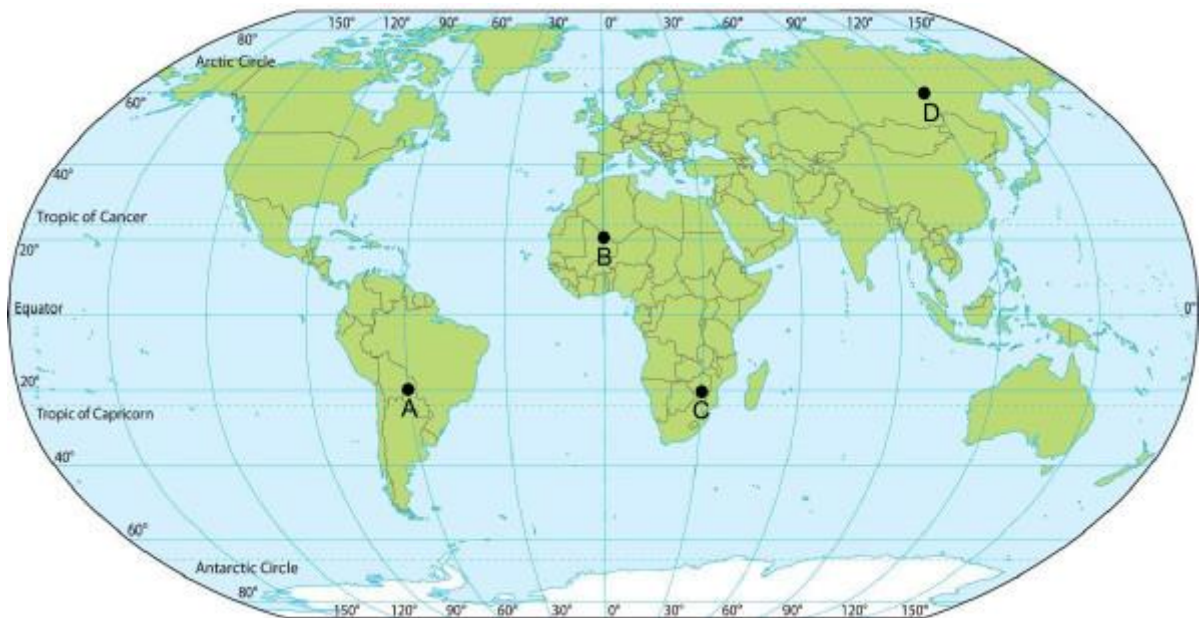 150° 120° 90° 60° 30° 0° 30° 60° 90° 120° 150°
80°
Arctic Circle
60°
D
40°
Tropic of Cancer
20°
B
Equator 0°
20°
A C
Tropic of Capricorn
40°
60°
Antarctic Circle
80°
150° 120° 90° 60° 30° 0° 30° 60° 90° 120° 150°